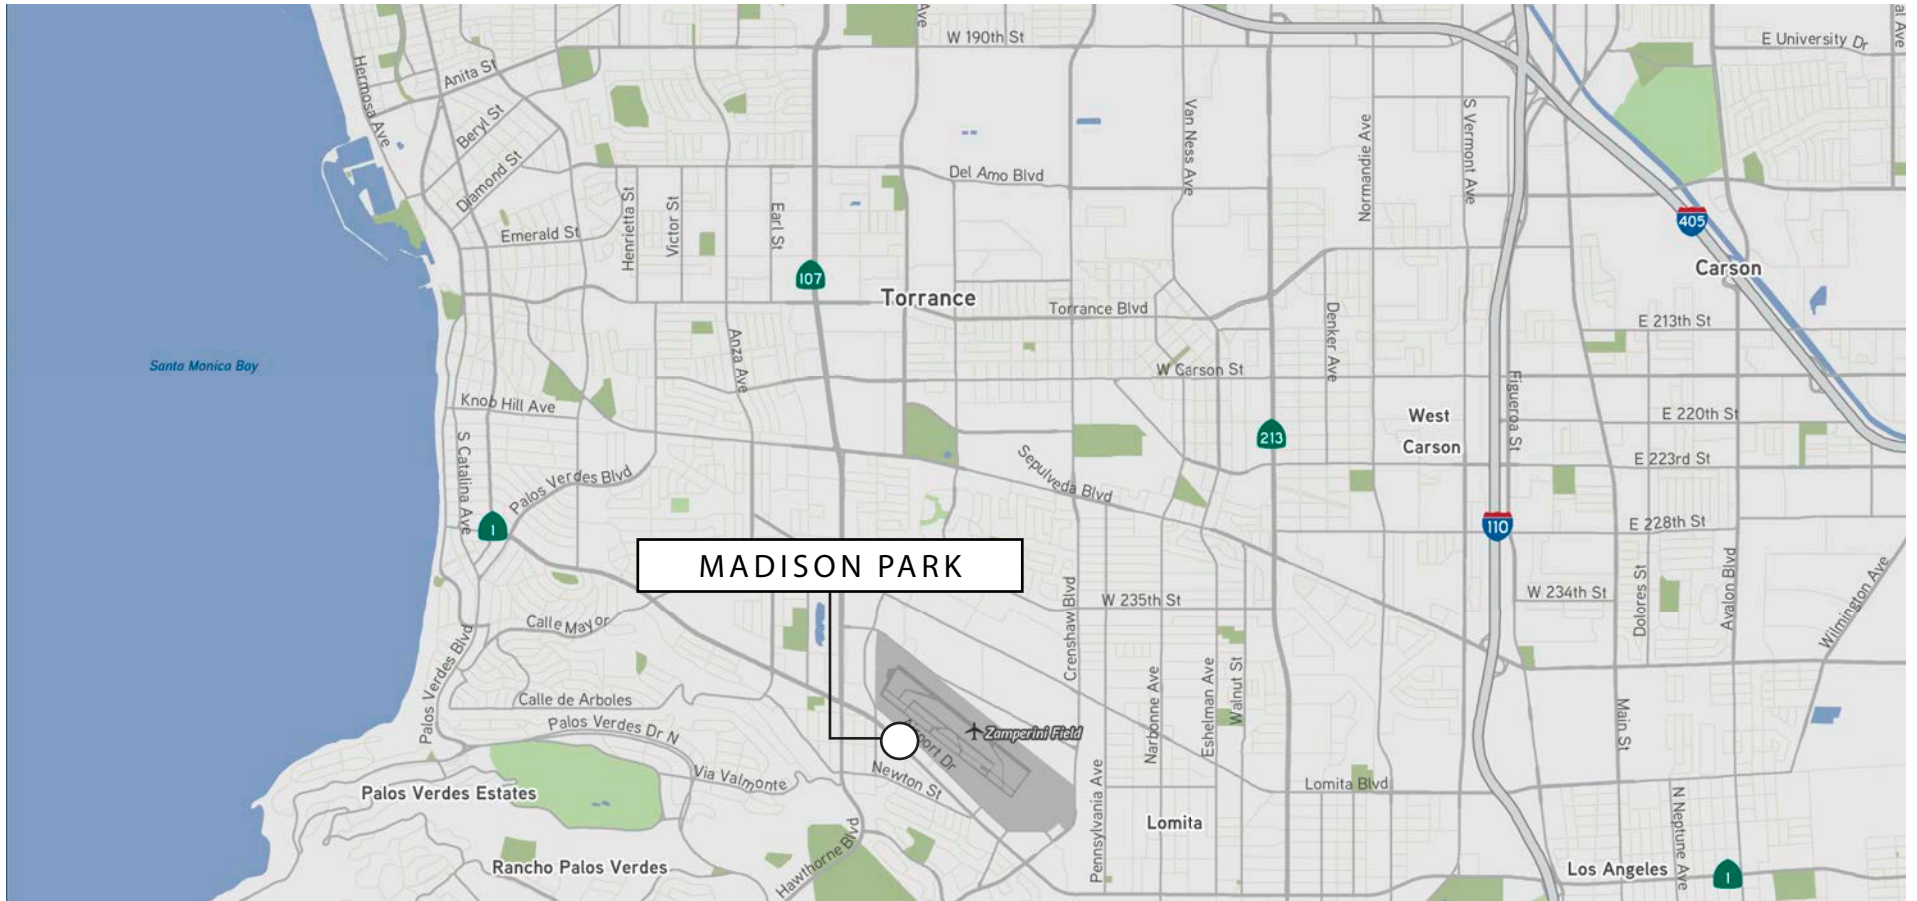 Ave
W 190th St
E University Dr
al Ave
Hermosa Ave
Anita St
Beryl St
Diamond St
Van Ness Ave
Normandie Ave
S Vermont Ave
Del Amo Blvd
Henrietta St
Victor St
Earl St
Emerald St
405
Carson
107
Torrance
Torrance Blvd
Denker Ave
E 213th St
Anza Ave
Santa Monica Bay
W Carson St
Figueroa St
Knob Hill Ave
West
Carson
E 220th St
213
S Catalina Ave
Palos Verdes Blvd
Sepulveda Blvd
E 223rd St
1
110
E 228th St
MADISON PARK
Crenshaw Blvd
W 235th St
W 234th St
Dolores St
Avalon Blvd
Wilmington Ave
Calle Mayor
Palos Verdes Blvd
Calle de Arboles
Palos Verdes Dr N
Narbonne Ave
Eshelman Ave
Walnut St
Main St
Airport Dr
Zamperini Field
Newton St
Via Valmonte
Palos Verdes Estates
Pennsylvania Ave
Lomita Blvd
N Neptune Ave
Lomita
Hawthorne Blvd
Rancho Palos Verdes
Los Angeles
1